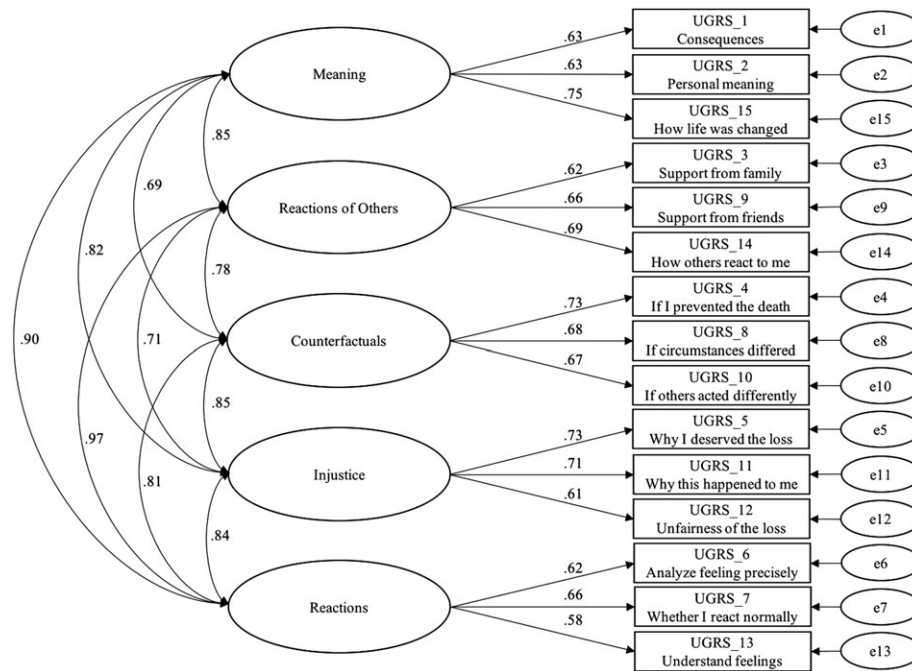 UGRS_1
Consequences
e1
.63
Meaning
.63
UGRS_2
Personal meaning
e2
.75
UGRS_15
How life was changed
e15
.85
.62
UGRS_3
Support from family
e3
.69
Reactions of Others
.66
UGRS_9
Support from friends
e9
.69
UGRS_14
How others react to me
e14
.82
.78
.73
UGRS_4
If I prevented the death
e4
.90
.71
Counterfactuals
.68
UGRS_8
If circumstances differed
e8
.67
UGRS_10
If others acted differently
e10
.85
.73
UGRS_5
Why I deserved the loss
e5
.97
.81
Injustice
.71
UGRS_11
Why this happened to me
e11
.61
UGRS_12
Unfairness of the loss
e12
.84
.62
UGRS_6
Analyze feeling precisely
e6
Reactions
.66
UGRS_7
Whether I react normally
e7
.58
UGRS_13
Understand feelings
e13